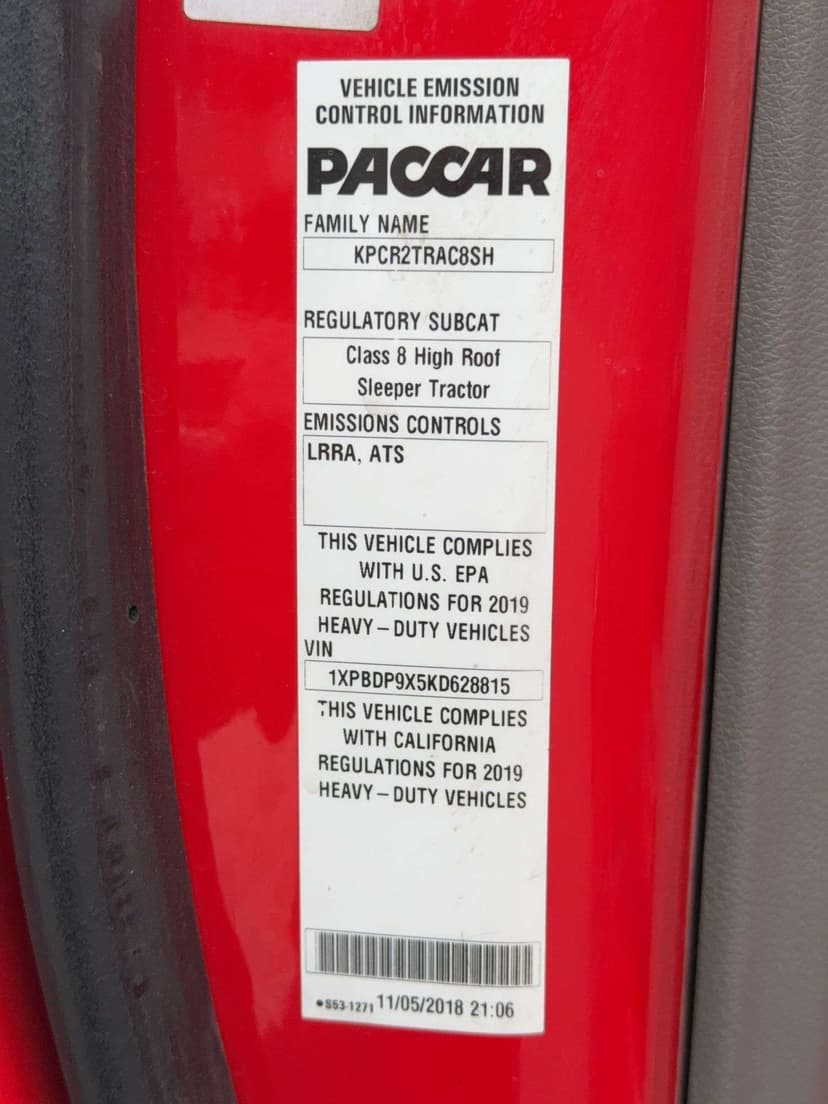 VEHICLE EMISSION
CONTROL INFORMATION
PACCAR
FAMILY NAME
KPCR2TRAC8SH
REGULATORY SUBCAT
Class 8 High Roof
Sleeper Tractor
EMISSIONS CONTROLS
LRRA, ATS
THIS VEHICLE COMPLIES
WITH U.S. EPA
REGULATIONS FOR 2019
HEAVY–DUTY VEHICLES
VIN
1XPBDP9X5KD628815
THIS VEHICLE COMPLIES
WITH CALIFORNIA
REGULATIONS FOR 2019
HEAVY–DUTY VEHICLES
•S53-1271 11/05/2018 21:06